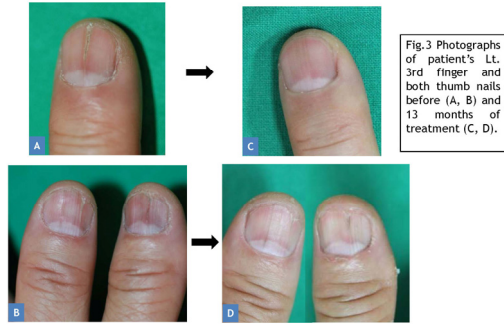 A
C
Fig.3 Photographs
of patient's Lt.
3rd finger and
both thumb nails
before (A, B) and
13 months of
treatment (C, D).
B
D